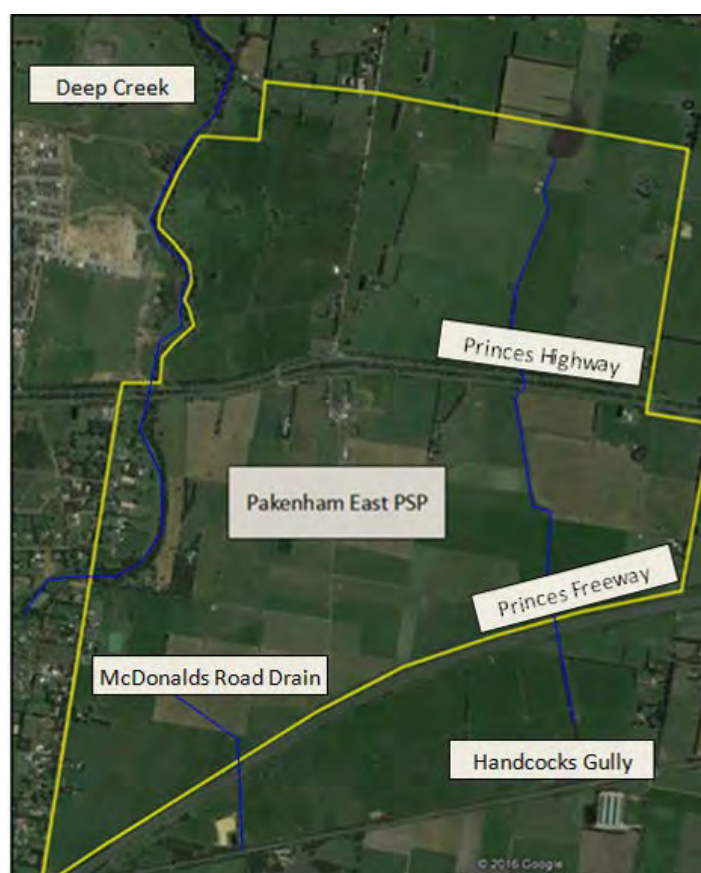 Deep Creek
Princes Highway
Pakenham East PSP
Princes Freeway
McDonalds Road Drain
Handcocks Gully
© 2016 Google